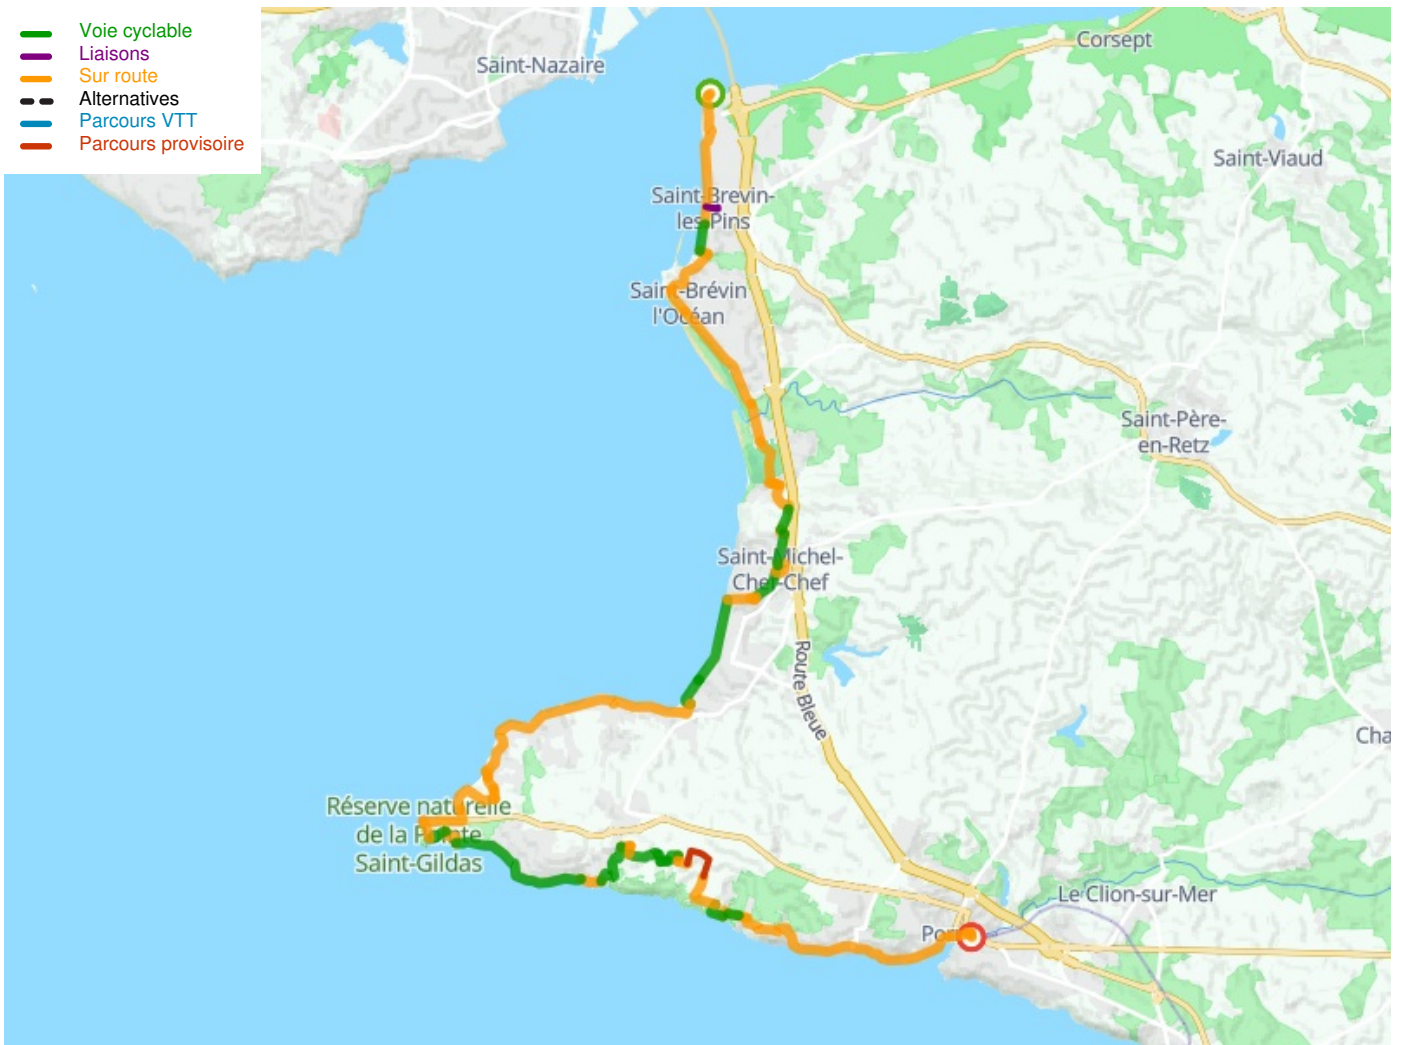 Voie cyclable
Liaisons
Sur route
Alternatives
Parcours VTT
Parcours provisoire
Saint-Nazaire
Corsept
Saint-Viaud
Saint-Brevin-
les-Pins
Saint-Brévin
l'Océan
Saint-Père-
en-Retz
Saint-Michel-
Chef-Chef
Route Bleue
Cha
Réserve naturelle
de la Pointe
Saint-Gildas
Le Clion-sur-Mer